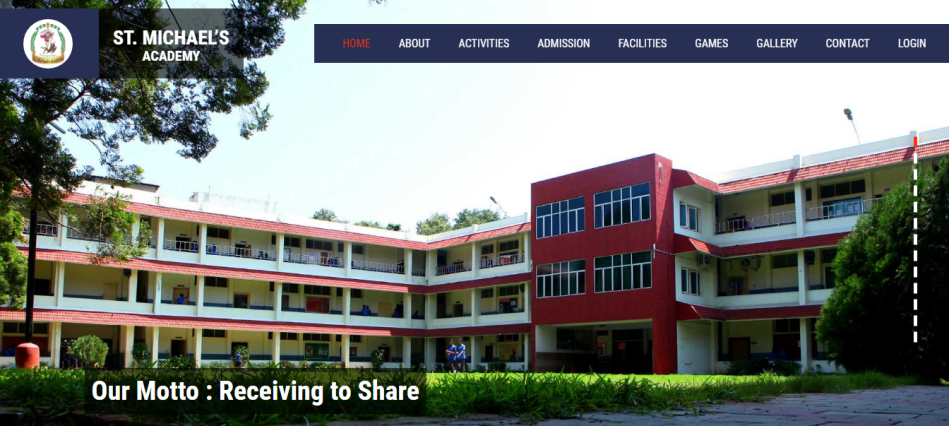 ST. MICHAEL'S
ACADEMY
HOME ABOUT ACTIVITIES ADMISSION FACILITIES GAMES GALLERY CONTACT LOGIN
Our Motto : Receiving to Share